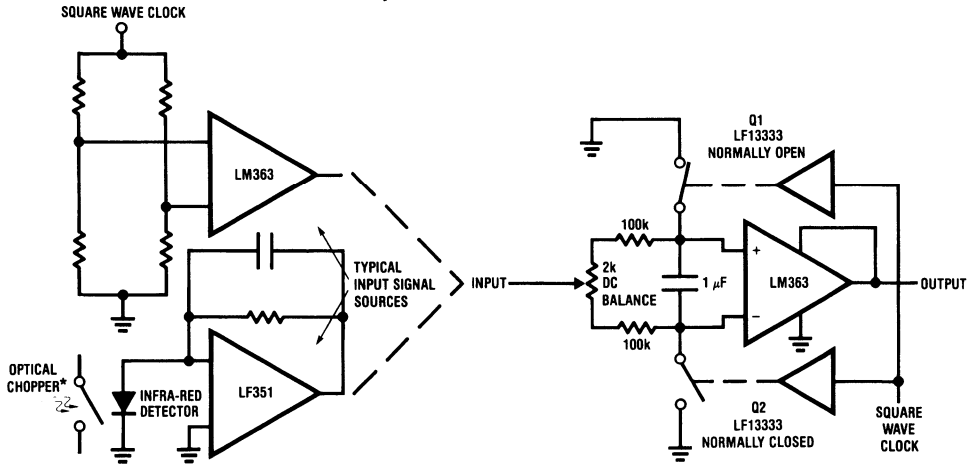 SQUARE WAVE CLOCK
LM363
TYPICAL
INPUT SIGNAL
SOURCES
OPTICAL
CHOPPER*
INFRA-RED
DETECTOR
LF351
INPUT
2k
DC
BALANCE
100k
100k
1 μF
Q1
LF13333
NORMALLY OPEN
+
LM363
−
OUTPUT
Q2
LF13333
NORMALLY CLOSED
SQUARE
WAVE
CLOCK